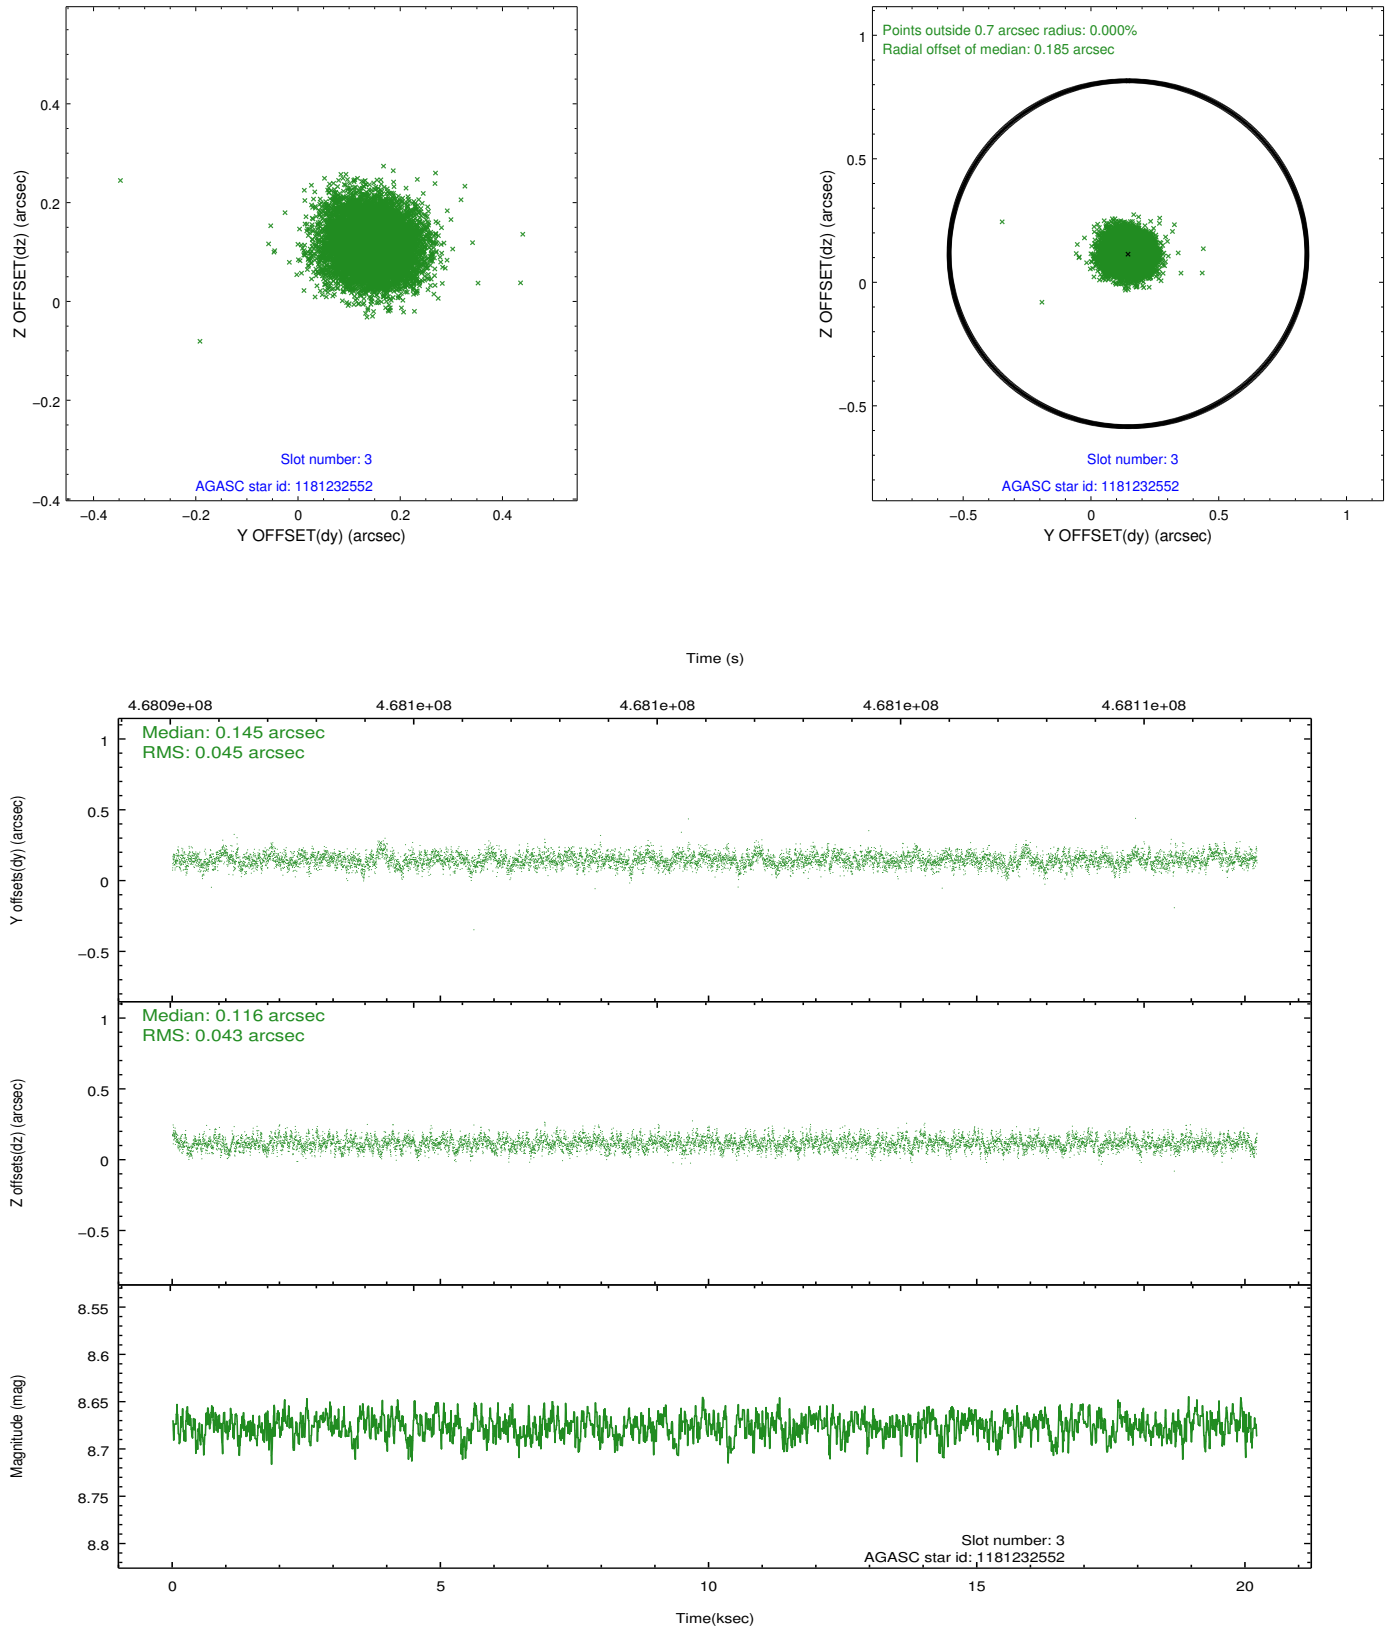 0.4
0.2
0
−0.2
−0.4
−0.4
−0.2
0
0.2
0.4
Z OFFSET(dz) (arcsec)
Y OFFSET(dy) (arcsec)
Slot number: 3
AGASC star id: 1181232552
Points outside 0.7 arcsec radius: 0.000%
Radial offset of median: 0.185 arcsec
1
0.5
0
−0.5
−0.5
0
0.5
1
Z OFFSET(dz) (arcsec)
Y OFFSET(dy) (arcsec)
Slot number: 3
AGASC star id: 1181232552
Time (s)
4.6809e+08
4.681e+08
4.681e+08
4.681e+08
4.6811e+08
Median: 0.145 arcsec
RMS: 0.045 arcsec
1
0.5
0
−0.5
Y offsets(dy) (arcsec)
Median: 0.116 arcsec
RMS: 0.043 arcsec
1
0.5
0
−0.5
Z offsets(dz) (arcsec)
8.55
8.6
8.65
8.7
8.75
8.8
Magnitude (mag)
Slot number: 3
AGASC star id: 1181232552
0
5
10
15
20
Time(ksec)